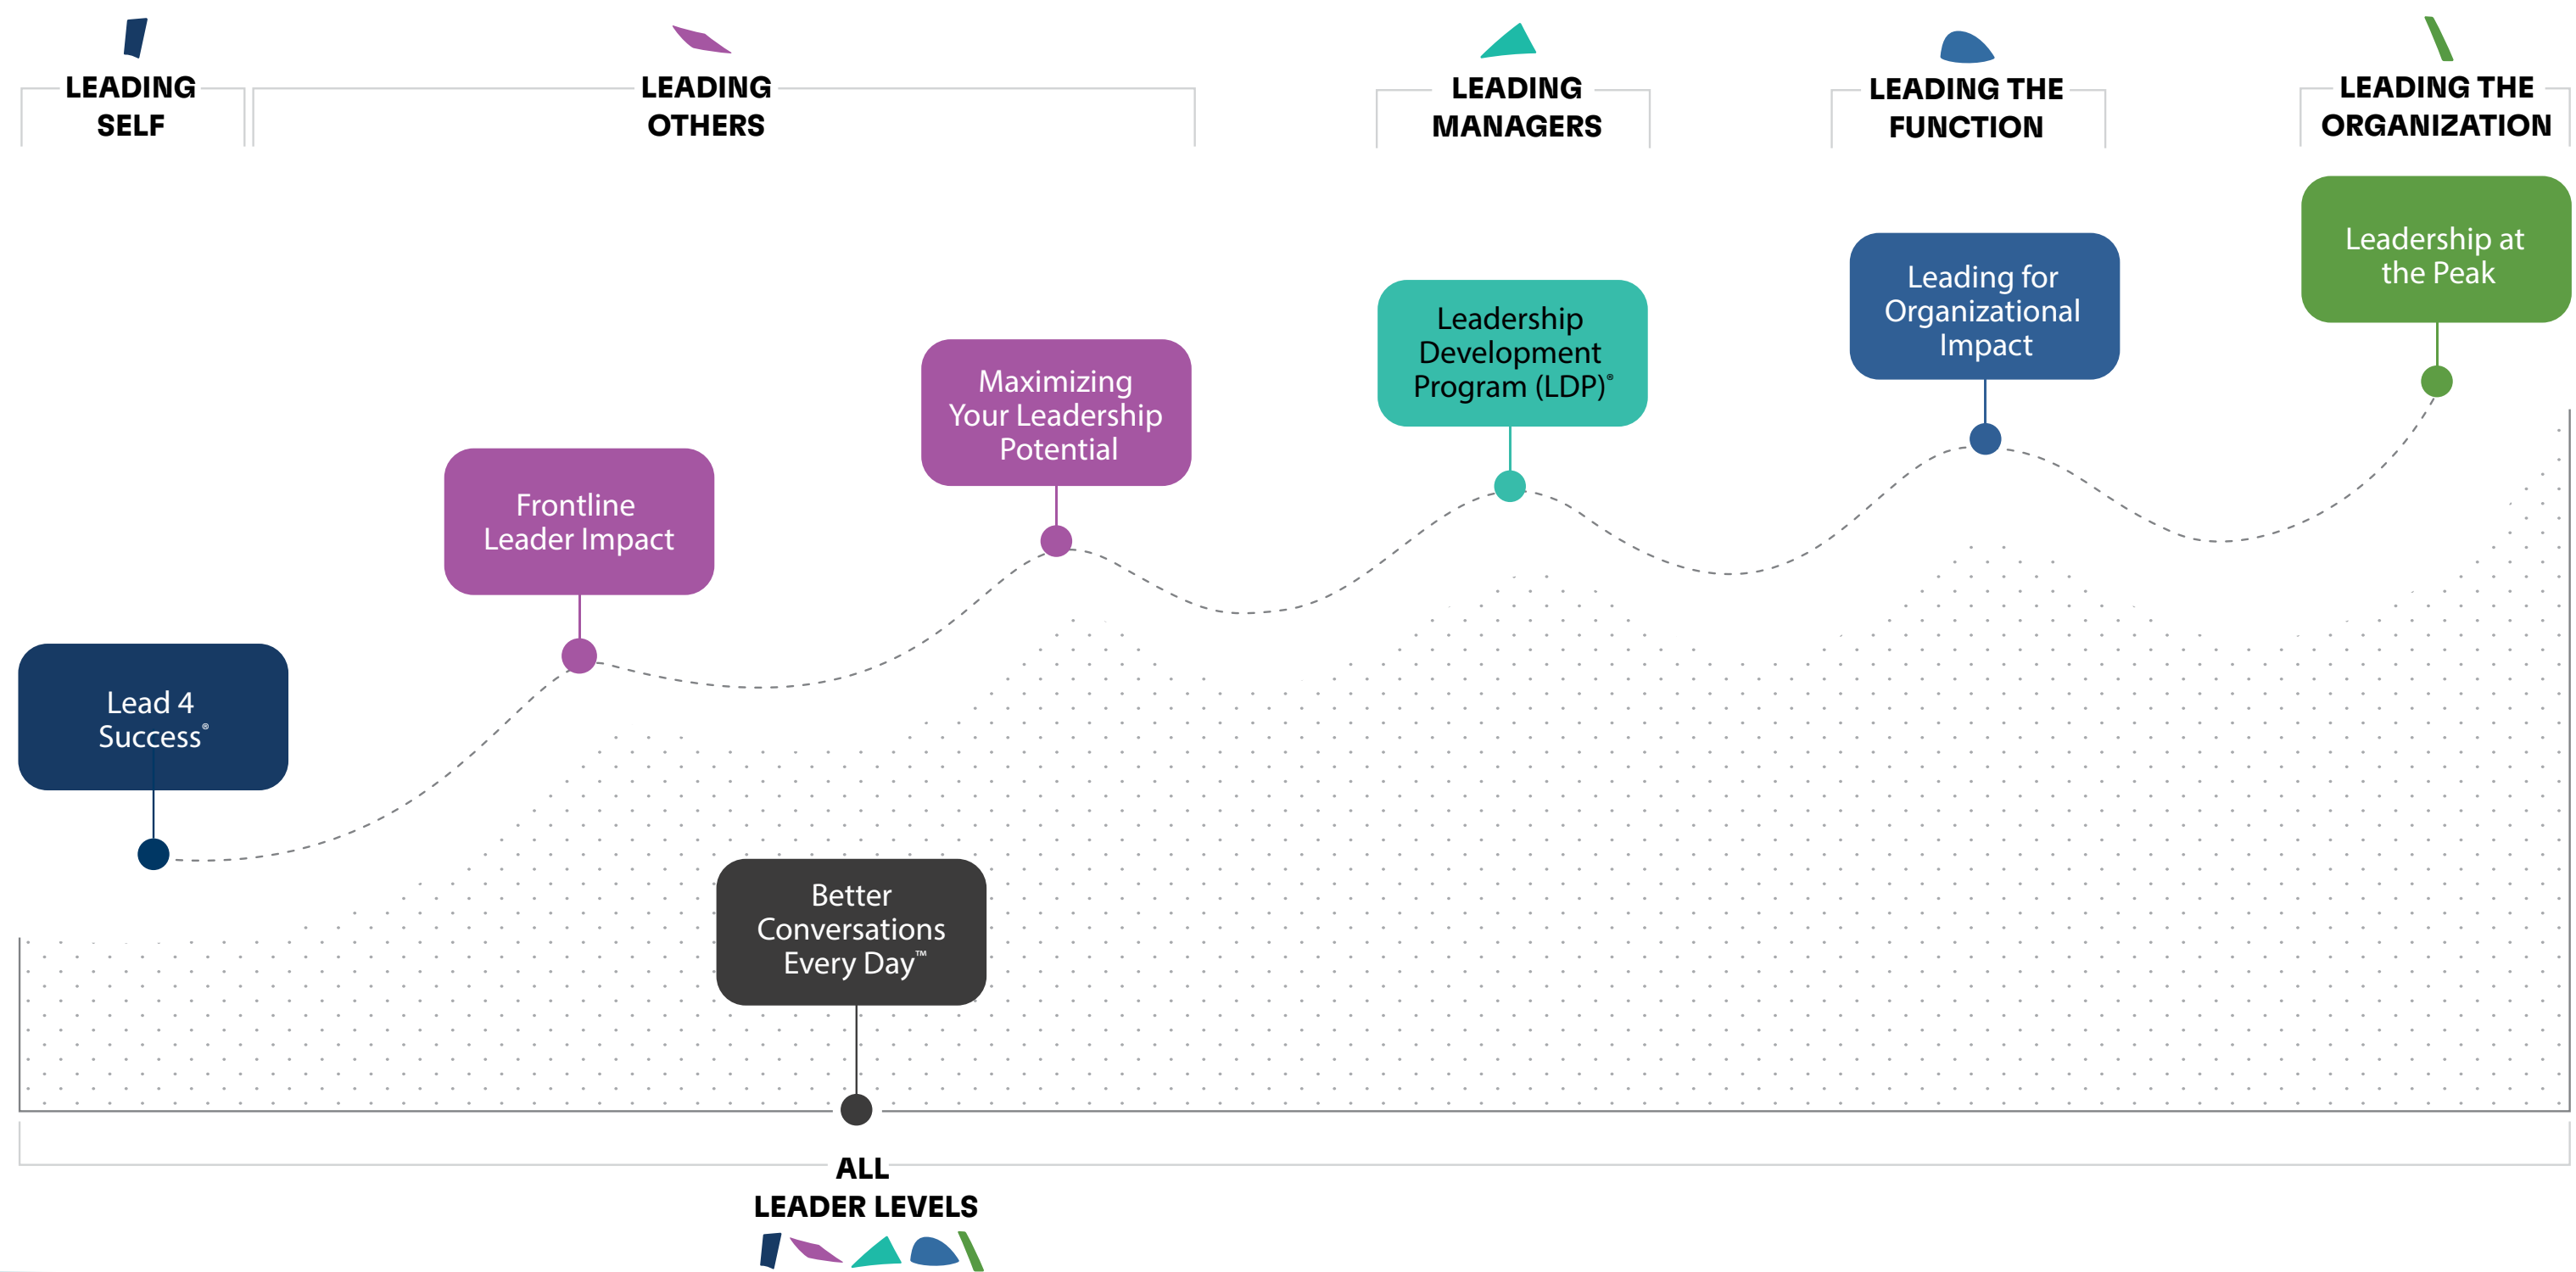 LEADING
SELF
LEADING
OTHERS
LEADING
MANAGERS
LEADING THE
FUNCTION
LEADING THE
ORGANIZATION
Lead 4
Success®
Frontline
Leader Impact
Maximizing
Your Leadership
Potential
Leadership
Development
Program (LDP)®
Leading for
Organizational
Impact
Leadership at
the Peak
Better
Conversations
Every Day™
ALL
LEADER LEVELS